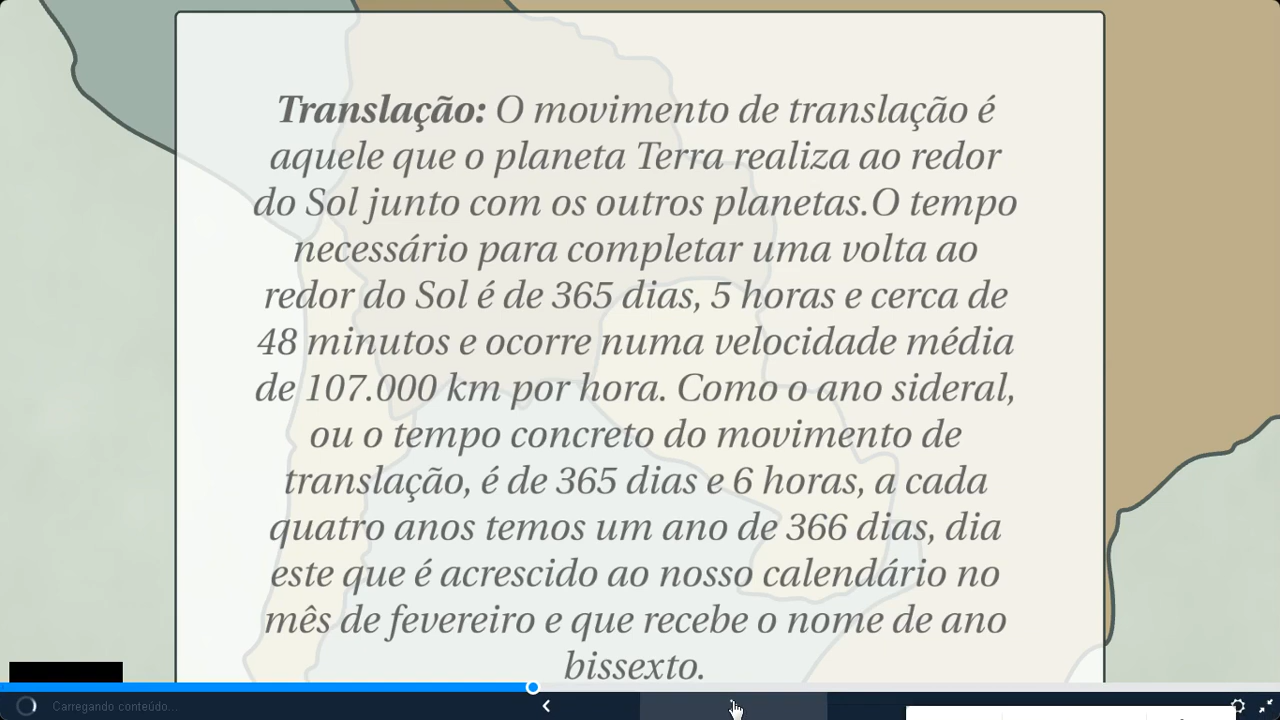 Translação: O movimento de translação é
aquele que o planeta Terra realiza ao redor
do Sol junto com os outros planetas.O tempo
necessário para completar uma volta ao
redor do Sol é de 365 dias, 5 horas e cerca de
48 minutos e ocorre numa velocidade média
de 107.000 km por hora. Como o ano sideral,
ou o tempo concreto do movimento de
translação, é de 365 dias e 6 horas, a cada
quatro anos temos um ano de 366 dias, dia
este que é acrescido ao nosso calendário no
mês de fevereiro e que recebe o nome de ano
bissexto.
Carregando conteúdo...